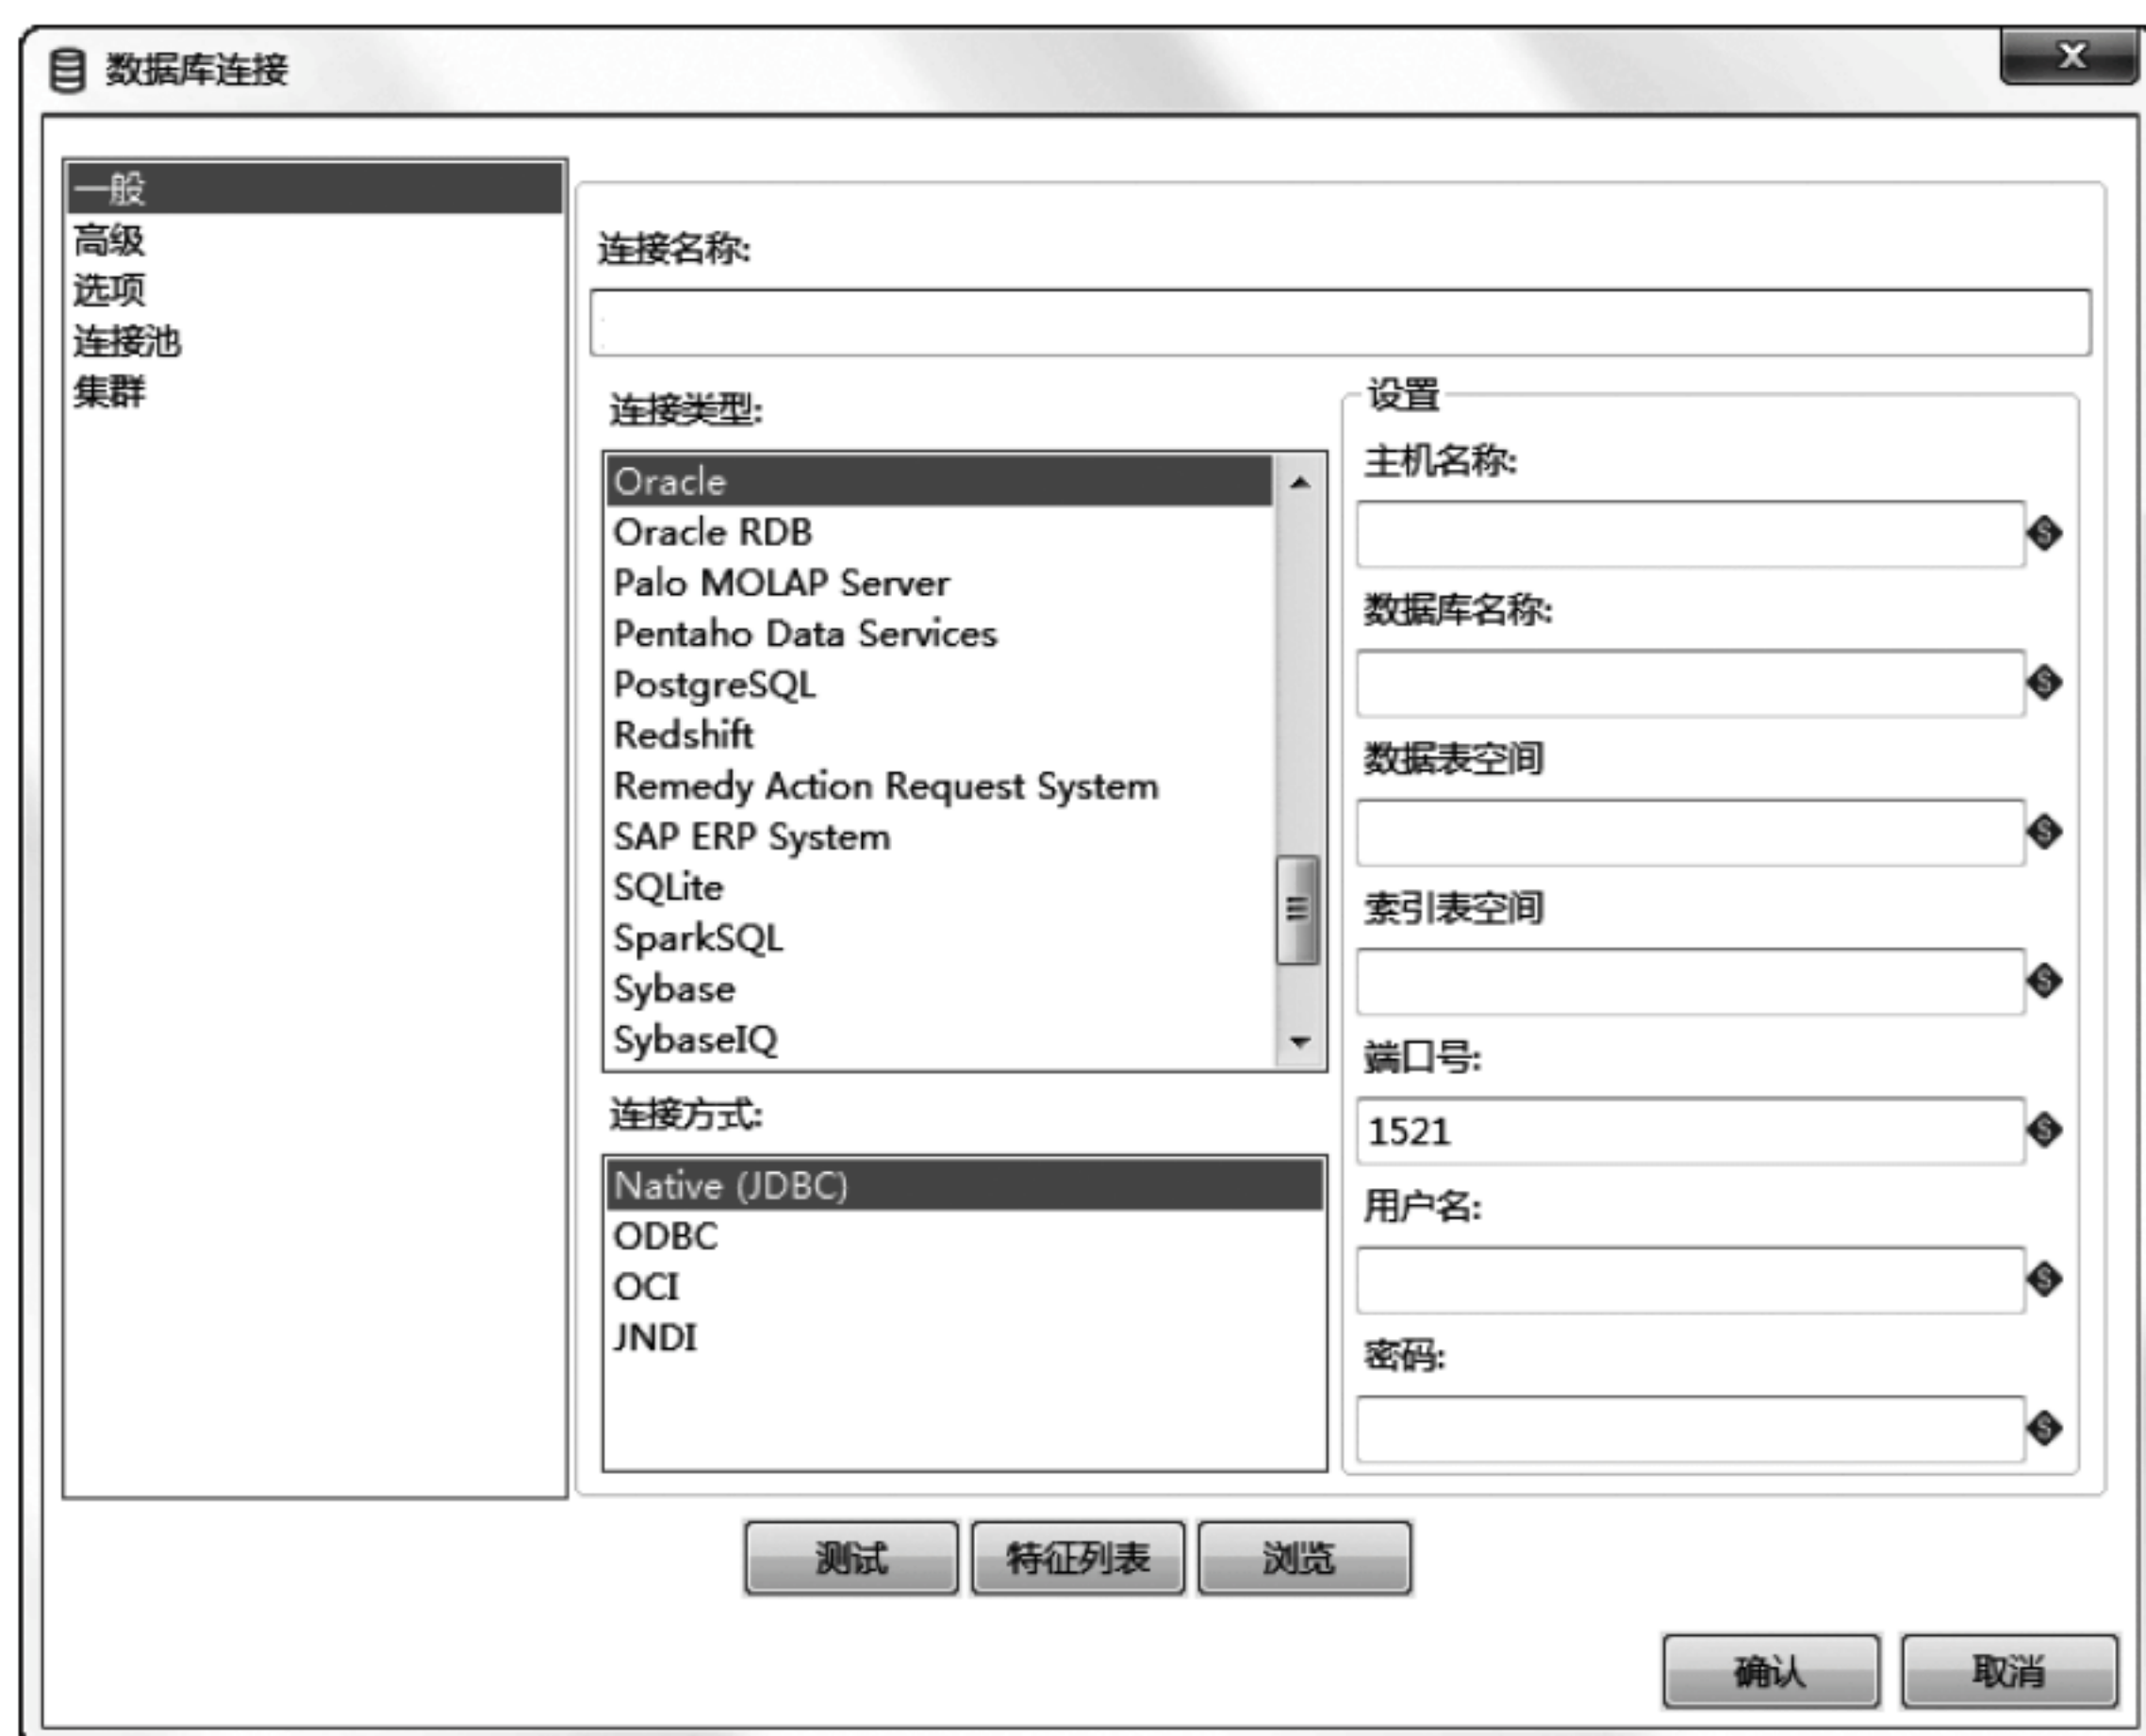 数据库连接
X
一般
高级
选项
连接池
集群
连接名称:
连接类型:
Oracle
Oracle RDB
Palo MOLAP Server
Pentaho Data Services
PostgreSQL
Redshift
Remedy Action Request System
SAP ERP System
SQLite
SparkSQL
Sybase
SybaseIQ
连接方式:
Native (JDBC)
ODBC
OCI
JNDI
设置
主机名称:
S
数据库名称:
S
数据表空间
S
索引表空间
S
端口号:
1521
S
用户名:
S
密码:
S
测试
特征列表
浏览
确认
取消